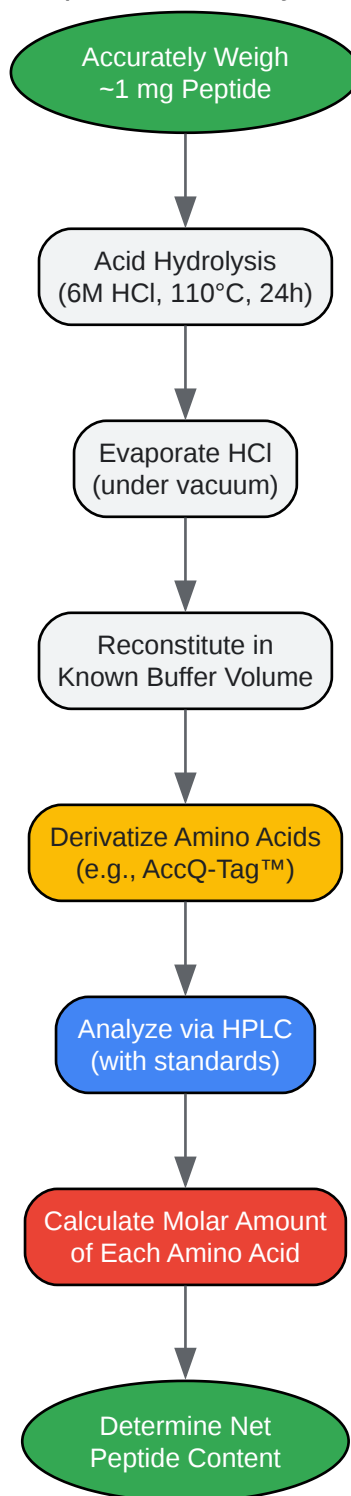 Accurately Weigh
~1 mg Peptide
Acid Hydrolysis
(6M HCl, 110°C, 24h)
Evaporate HCl
(under vacuum)
Reconstitute in
Known Buffer Volume
Derivatize Amino Acids
(e.g., AccQ-Tag™)
Analyze via HPLC
(with standards)
Calculate Molar Amount
of Each Amino Acid
Determine Net
Peptide Content